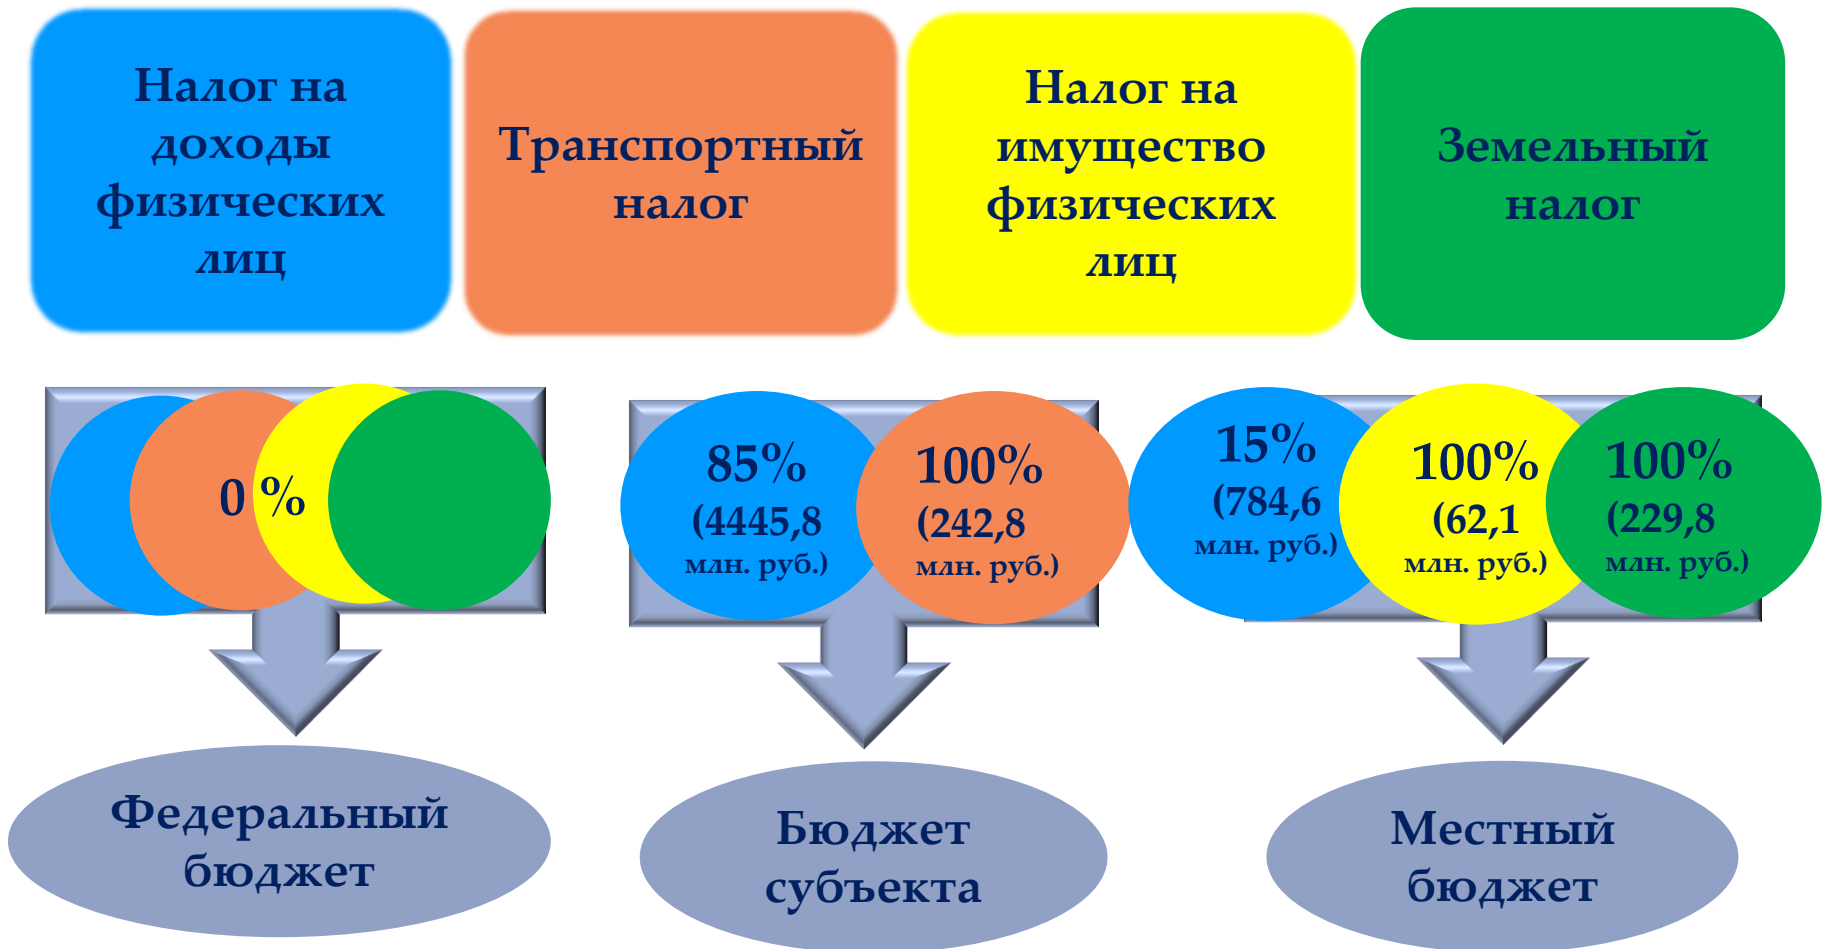 Налог на
доходы
физических
лиц
Транспортный
налог
Налог на
имущество
физических
лиц
Земельный
налог
0 %
85%
(4445,8
млн. руб.)
100%
(242,8
млн. руб.)
15%
(784,6
млн. руб.)
100%
(62,1
млн. руб.)
100%
(229,8
млн. руб.)
Федеральный
бюджет
Бюджет
субъекта
Местный
бюджет